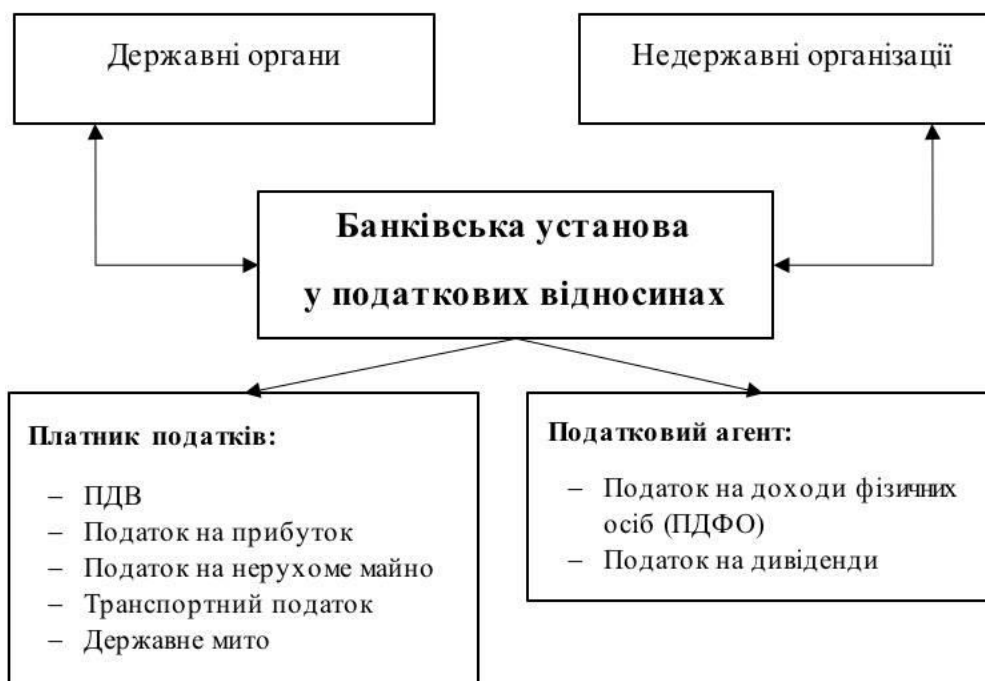 Державні органи
Недержавні організації
Банківська установа
у податкових відносинах
Платник податків:
– ПДВ
– Податок на прибуток
– Податок на нерухоме майно
– Транспортний податок
– Державне мито
Податковий агент:
– Податок на доходи фізичних
осіб (ПДФО)
– Податок на дивіденди